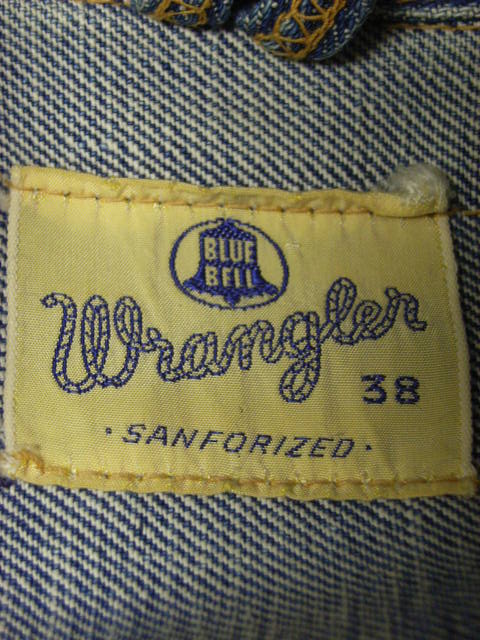 BLUE
BELL
Wrangler
38
• SANFORIZED •